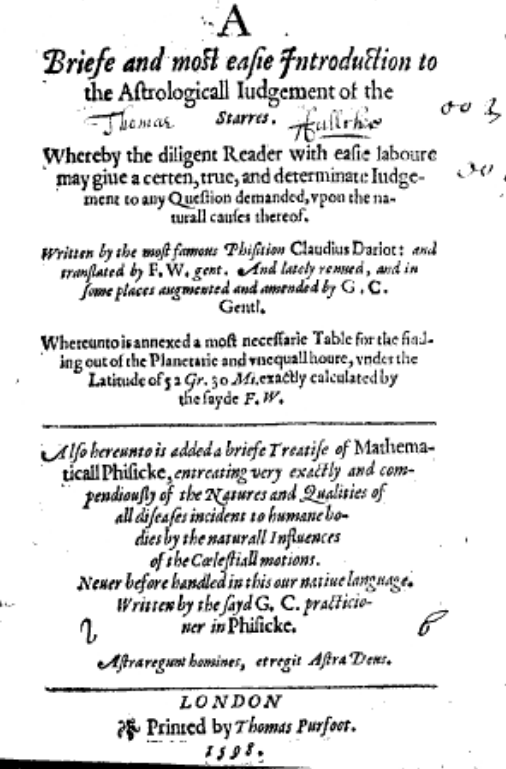 A
Briefe and moſt eaſie Introduction to
the Aſtrologicall Iudgement of the
Starres.
Thomas
Whereby the diligent Reader with eaſie laboure
may giue a certen, true, and determinate Iudge-
ment to any Queſtion demanded, vpon the na-
turall cauſes thereof.
Written by the moſt famous Phiſition Claudius Dariot: and
tranſlated by F. W. gent. And lately renued, and in
ſome places augmented and amended by G. C.
Gentl.
Whereunto is annexed a moſt neceſſarie Table for the find-
ing out of the Planetarie and vnequall houre, vnder the
Latitude of 52 Gr. 30 Mi. exactly calculated by
the ſayde F. W.
Alſo hereunto is added a briefe Treatiſe of Mathema-
ticall Phiſicke, entreating very exactly and com-
pendiouſly of the Natures and Qualities of
all diſeaſes incident to humane bo-
dies by the naturall Influences
of the Cœleſtiall motions.
Neuer before handled in this our natiue language.
Written by the ſayd G. C. practicio-
ner in Phiſicke.
Aſtra regunt homines, et regit Aſtra Deus.
LONDON
Printed by Thomas Purfoot.
1598.